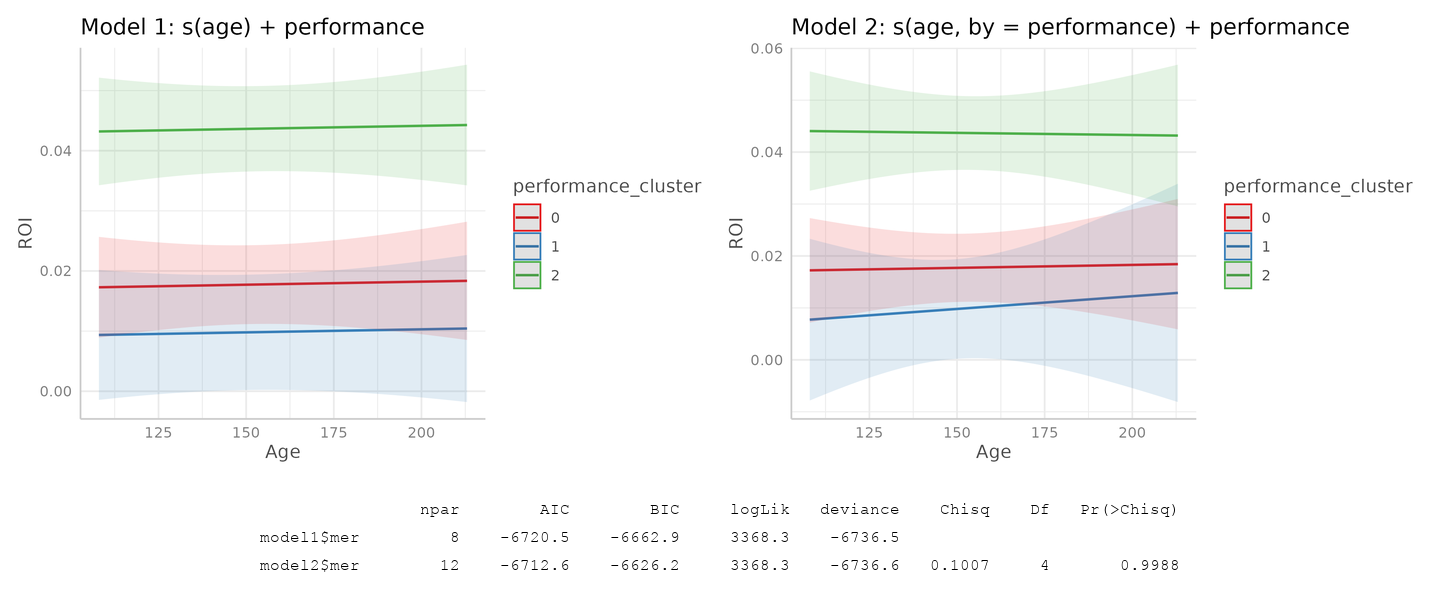 Model 1: s(age) + performance
0.04
0.02
0.00
ROI
125 150 175 200
Age
performance_cluster
0
1
2
Model 2: s(age, by = performance) + performance
0.06
0.04
0.02
0.00
ROI
125 150 175 200
Age
performance_cluster
0
1
2
npar AIC BIC logLik deviance Chisq Df Pr(>Chisq)
model1$mer 8 -6720.5 -6662.9 3368.3 -6736.5
model2$mer 12 -6712.6 -6626.2 3368.3 -6736.6 0.1007 4 0.9988